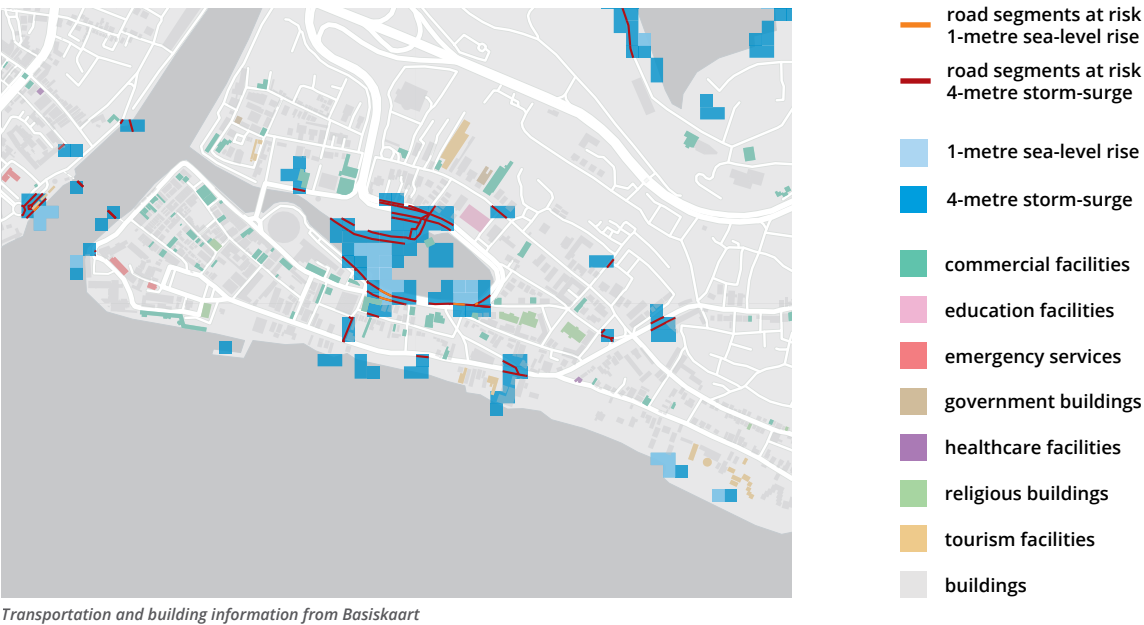 road segments at risk
1-metre sea-level rise
road segments at risk
4-metre storm-surge
1-metre sea-level rise
4-metre storm-surge
commercial facilities
education facilities
emergency services
government buildings
healthcare facilities
religious buildings
tourism facilities
buildings
Transportation and building information from Basiskaart